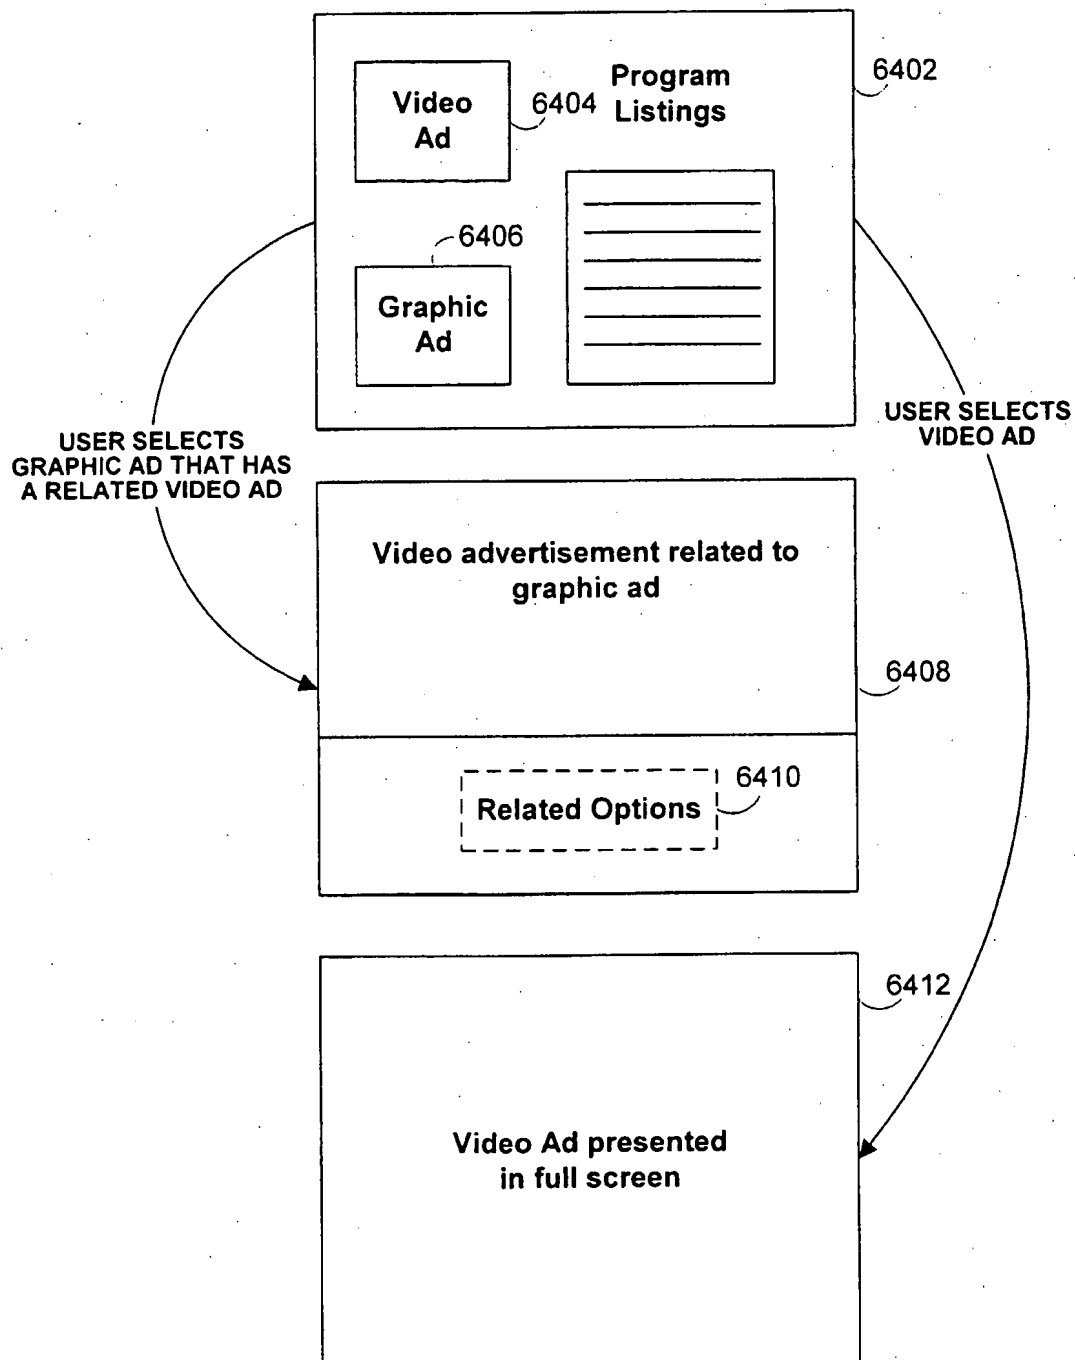 Program
Listings
6402
Video
Ad
6404
6406
Graphic
Ad
USER SELECTS
GRAPHIC AD THAT HAS
A RELATED VIDEO AD
USER SELECTS
VIDEO AD
Video advertisement related to
graphic ad
6408
Related Options
6410
6412
Video Ad presented
in full screen